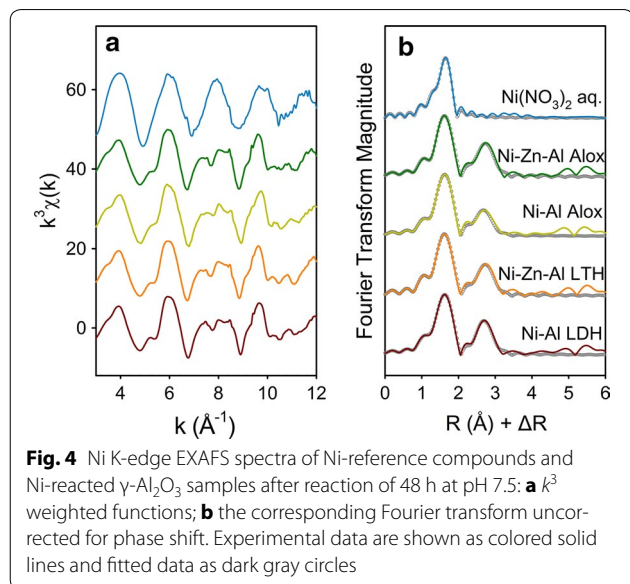 a
b
60
40
20
0
k³χ(k)
4 6 8 10 12
k (Å⁻¹)
Fourier Transform Magnitude
Ni(NO₃)₂ aq.
Ni-Zn-Al Alox
Ni-Al Alox
Ni-Zn-Al LTH
Ni-Al LDH
0 1 2 3 4 5 6
R (Å) + ΔR
Fig. 4 Ni K-edge EXAFS spectra of Ni-reference compounds and
Ni-reacted γ-Al₂O₃ samples after reaction of 48 h at pH 7.5: a k³
weighted functions; b the corresponding Fourier transform uncor-
rected for phase shift. Experimental data are shown as colored solid
lines and fitted data as dark gray circles